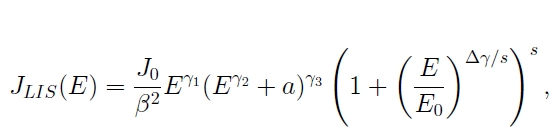 J_{LIS}(E) = \frac{J_0}{\beta^2} E^{\gamma_1} (E^{\gamma_2} + a)^{\gamma_3} \left( 1 + \left( \frac{E}{E_0} \right)^{\Delta\gamma/s} \right)^s ,